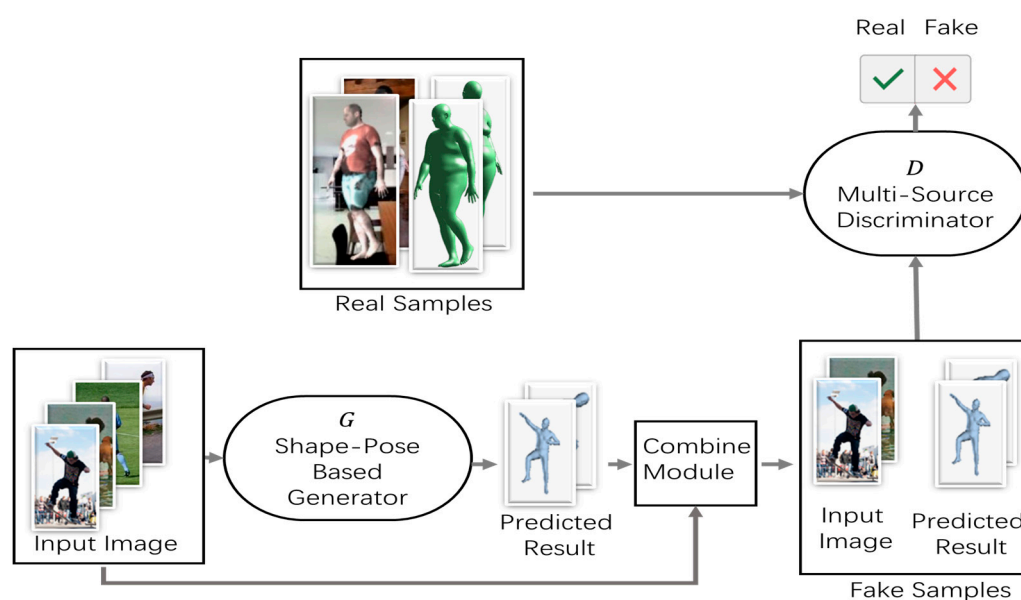 Real Fake
D
Multi-Source
Discriminator
Real Samples
G
Shape-Pose
Based
Generator
Combine
Module
Input Image
Predicted
Result
Input
Image
Predicted
Result
Fake Samples